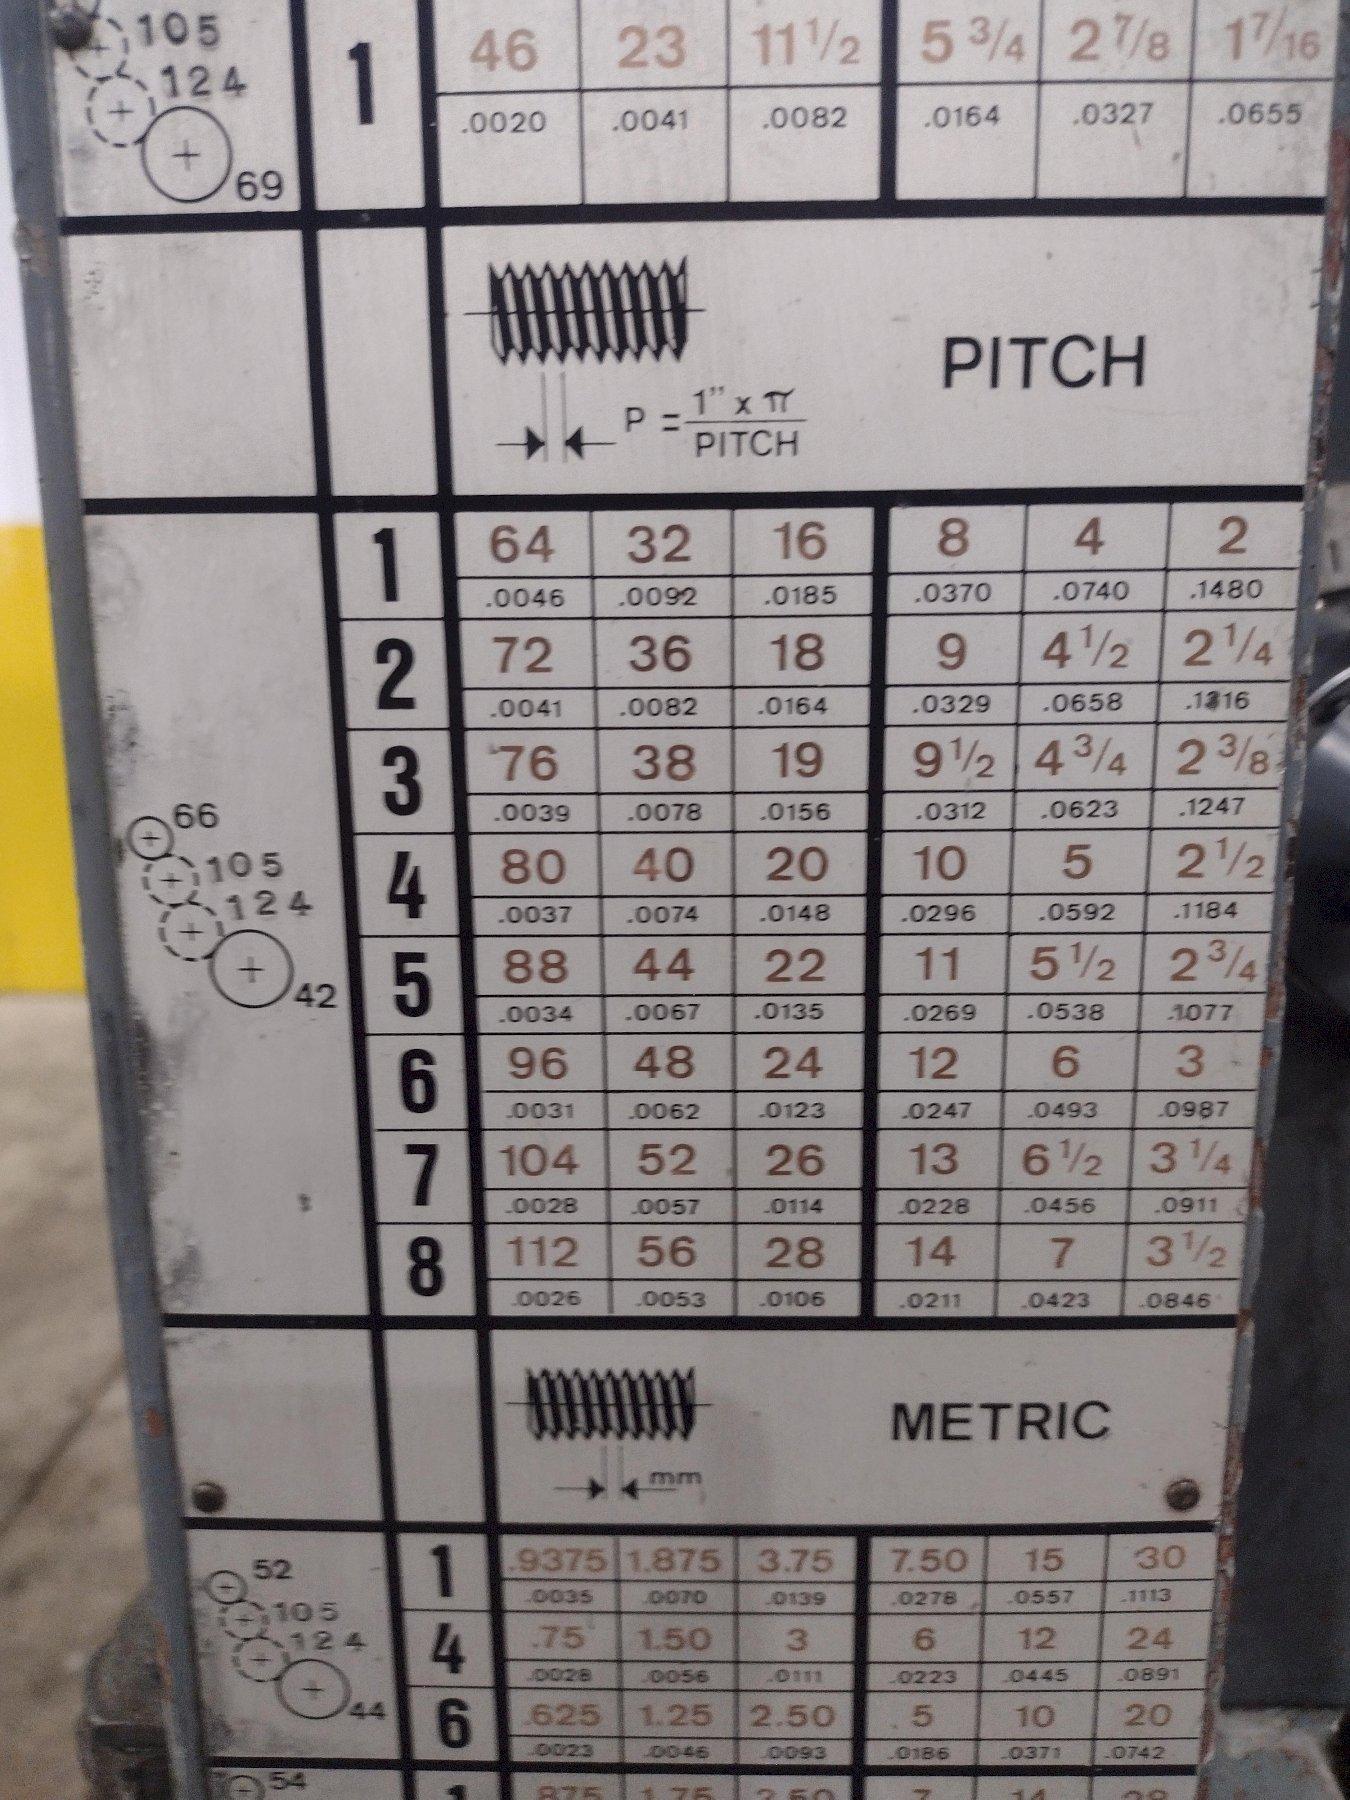 105
124
69
1
46 23 11 1/2 5 3/4 2 7/8 1 7/16
.0020 .0041 .0082 .0164 .0327 .0655
PITCH
P = 1" x π / PITCH
66
105
124
42
1 64 32 16 8 4 2
.0046 .0092 .0185 .0370 .0740 .1480
2 72 36 18 9 4 1/2 2 1/4
.0041 .0082 .0164 .0329 .0658 .1316
3 76 38 19 9 1/2 4 3/4 2 3/8
.0039 .0078 .0156 .0312 .0623 .1247
4 80 40 20 10 5 2 1/2
.0037 .0074 .0148 .0296 .0592 .1184
5 88 44 22 11 5 1/2 2 3/4
.0034 .0067 .0135 .0269 .0538 .1077
6 96 48 24 12 6 3
.0031 .0062 .0123 .0247 .0493 .0987
7 104 52 26 13 6 1/2 3 1/4
.0028 .0057 .0114 .0228 .0456 .0911
8 112 56 28 14 7 3 1/2
.0026 .0053 .0106 .0211 .0423 .0846
METRIC
mm
52
105
124
44
1 .9375 1.875 3.75 7.50 15 30
.0035 .0070 .0139 .0278 .0557 .1113
4 .75 1.50 3 6 12 24
.0028 .0056 .0111 .0223 .0445 .0891
6 .625 1.25 2.50 5 10 20
.0023 .0046 .0093 .0186 .0371 .0742
54